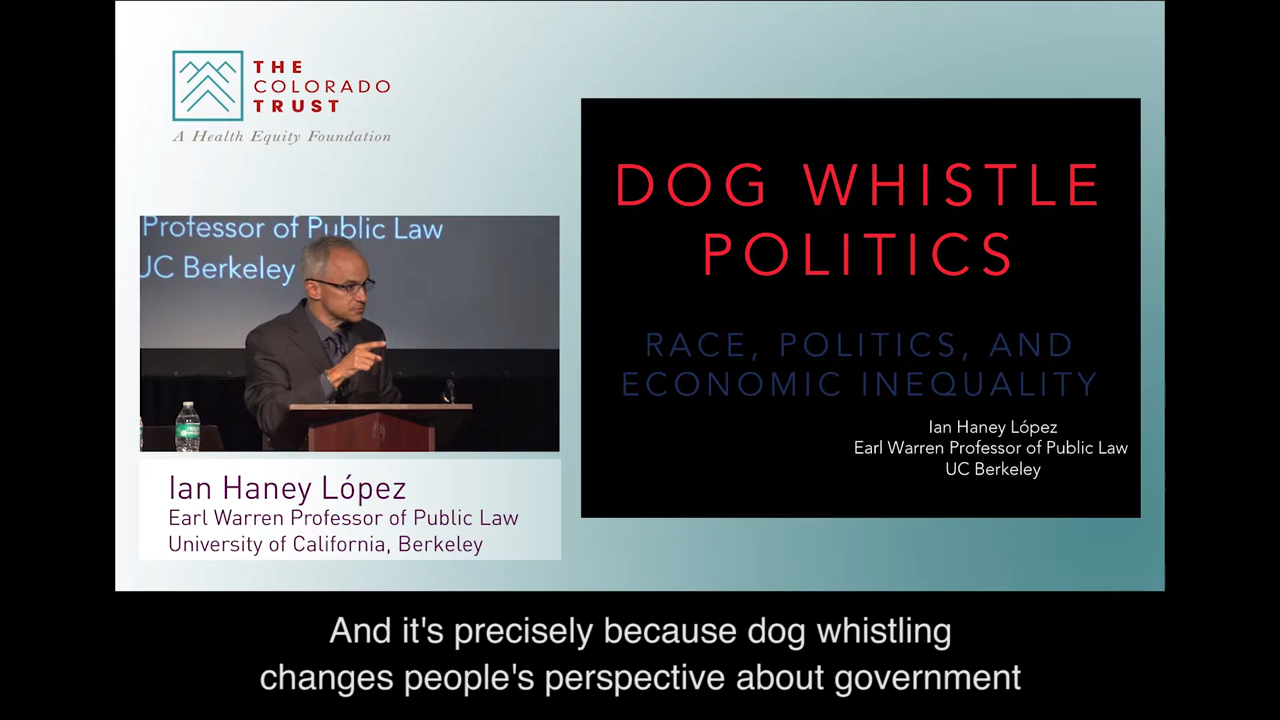 THE
COLORADO
TRUST
A Health Equity Foundation
Professor of Public Law
UC Berkeley
Ian Haney López
Earl Warren Professor of Public Law
University of California, Berkeley
DOG WHISTLE
POLITICS
RACE, POLITICS, AND
ECONOMIC INEQUALITY
Ian Haney López
Earl Warren Professor of Public Law
UC Berkeley
And it's precisely because dog whistling
changes people's perspective about government